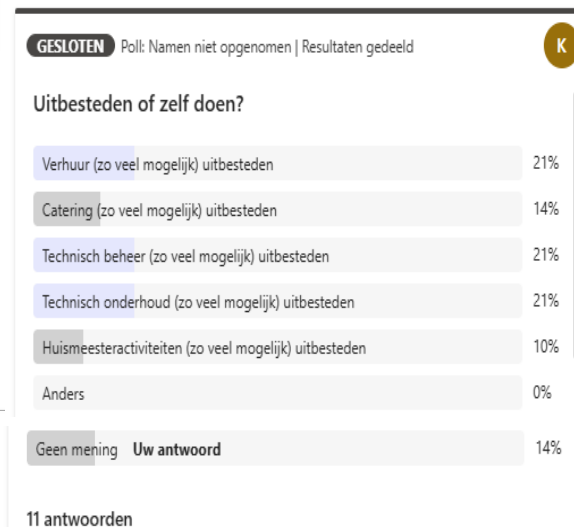 GESLOTEN Poll: Namen niet opgenomen | Resultaten gedeeld K
Uitbesteden of zelf doen?
Verhuur (zo veel mogelijk) uitbesteden 21%
Catering (zo veel mogelijk) uitbesteden 14%
Technisch beheer (zo veel mogelijk) uitbesteden 21%
Technisch onderhoud (zo veel mogelijk) uitbesteden 21%
Huismeesteractiviteiten (zo veel mogelijk) uitbesteden 10%
Anders 0%
Geen mening Uw antwoord 14%
11 antwoorden